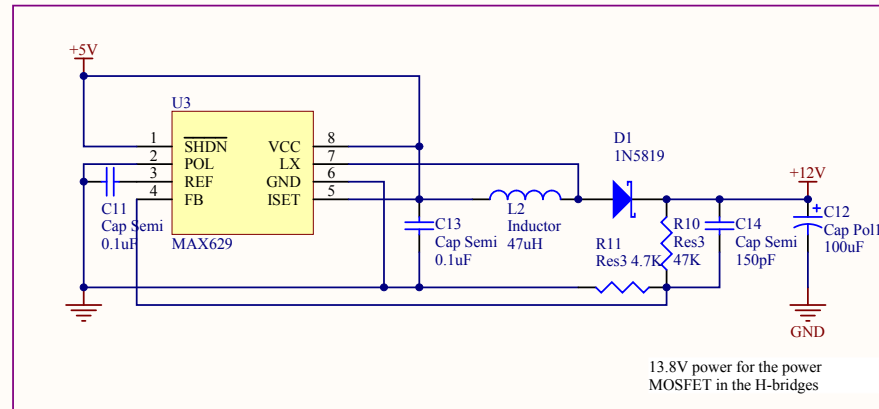 +5V
U3
1 SHDN VCC 8
2 POL LX 7
3 REF GND 6
4 FB ISET 5
MAX629
C11
Cap Semi
0.1uF
C13
Cap Semi
0.1uF
L2
Inductor
47uH
D1
1N5819
R11
Res3 4.7K
R10
Res3
47K
C14
Cap Semi
150pF
+12V
C12
Cap Pol1
100uF
GND
13.8V power for the power
MOSFET in the H-bridges